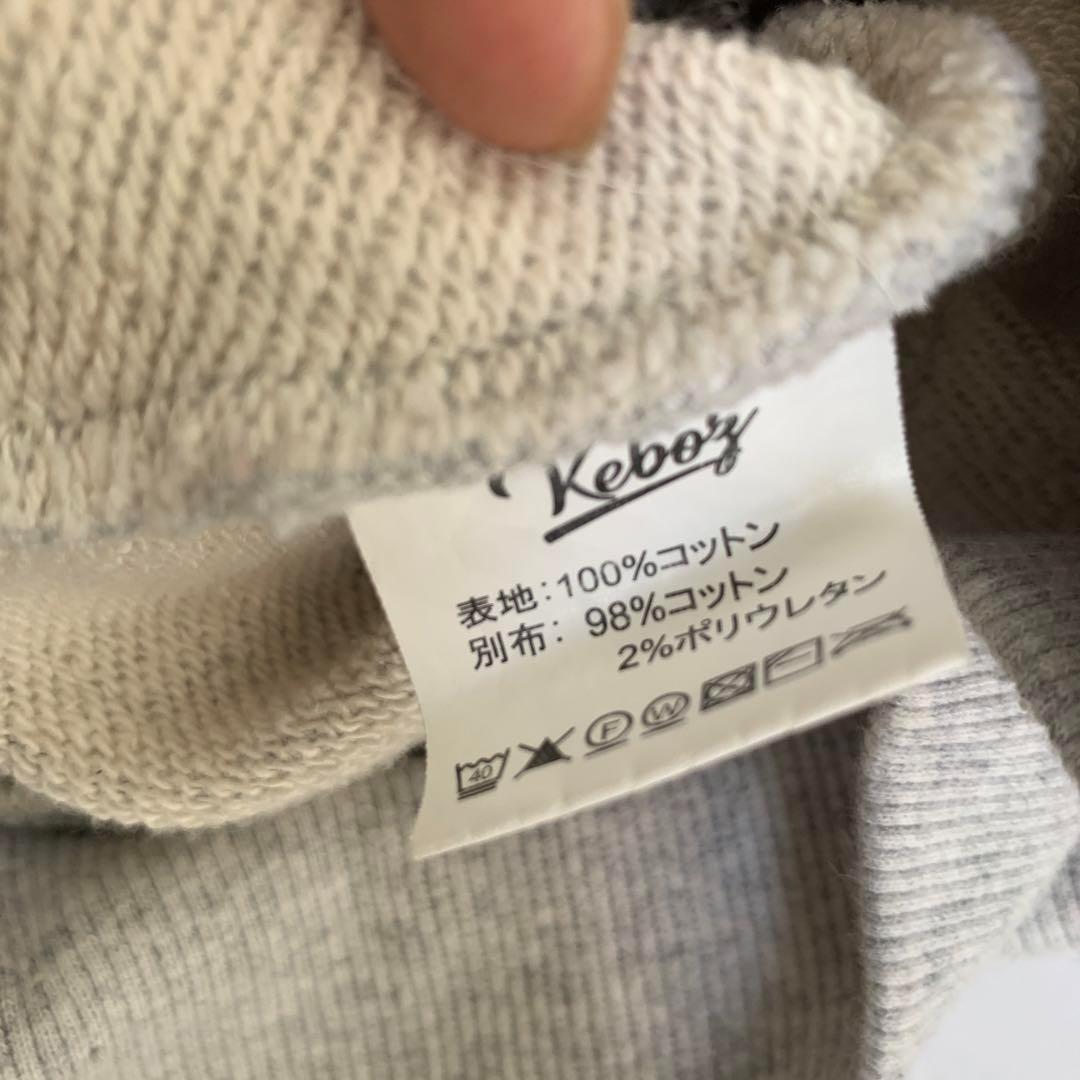 Keboz
表地:100%コットン
別布: 98%コットン
2%ポリウレタン
40 F W